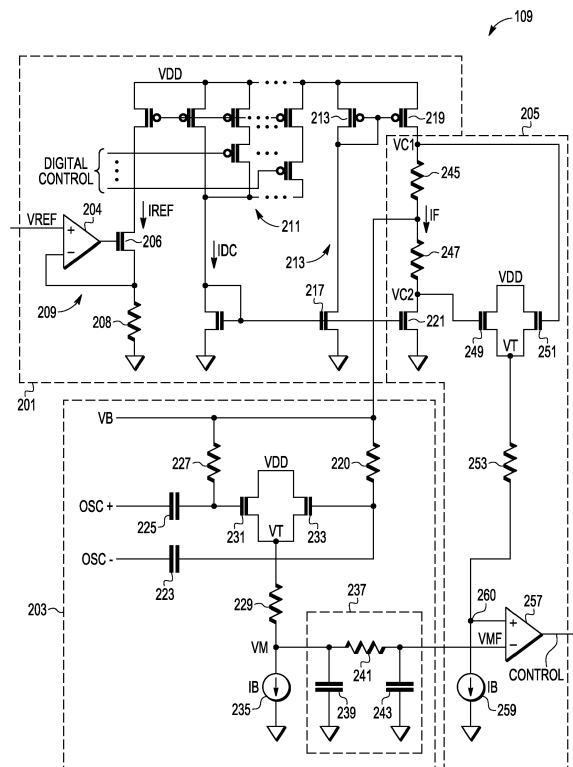 109
VDD
213
219
205
VC1
245
DIGITAL
CONTROL
VREF
204
IREF
206
211
IF
IDC
213
247
VDD
209
208
217
VC2
221
249
VT
251
201
VB
227
220
VDD
253
OSC +
225
231
VT
233
OSC -
223
203
229
237
260
257
VM
241
VMF
CONTROL
IB
235
239
243
IB
259